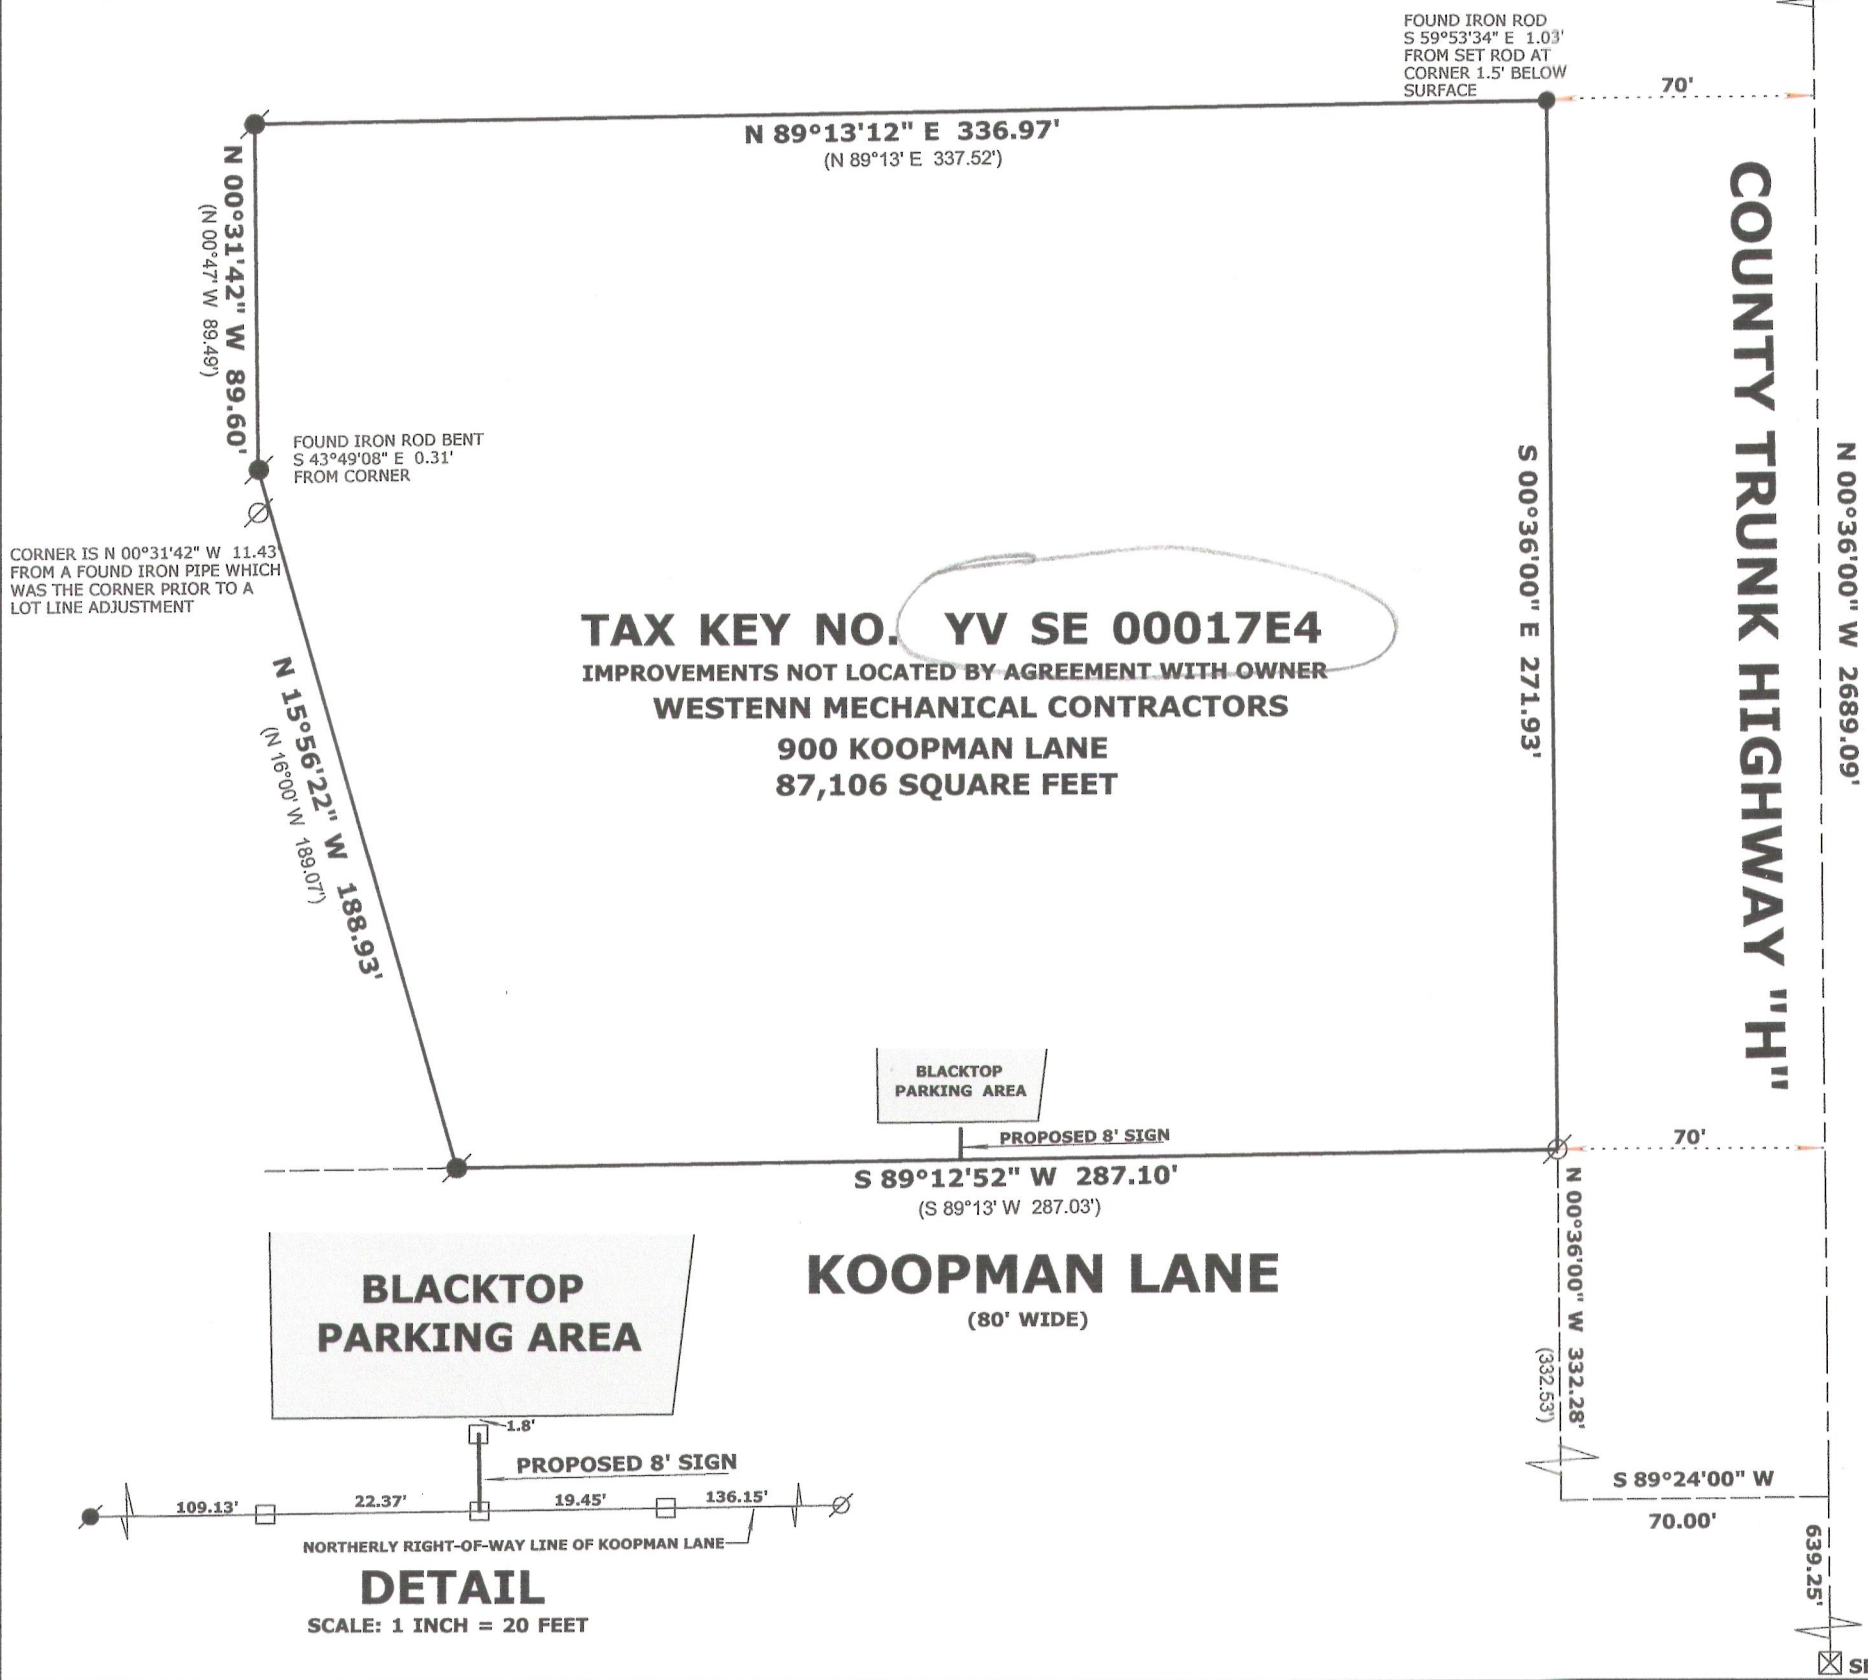 FOUND IRON ROD
S 59°53'34" E 1.03'
FROM SET ROD AT
CORNER 1.5' BELOW
SURFACE
70'
N 89°13'12" E 336.97'
(N 89°13' E 337.52')
N 00°31'42" W 89.60'
(N 00°47' W 89.49')
FOUND IRON ROD BENT
S 43°49'08" E 0.31'
FROM CORNER
CORNER IS N 00°31'42" W 11.43
FROM A FOUND IRON PIPE WHICH
WAS THE CORNER PRIOR TO A
LOT LINE ADJUSTMENT
N 15°56'22" W 188.93'
(N 16°00' W 189.07')
TAX KEY NO. YV SE 00017E4
IMPROVEMENTS NOT LOCATED BY AGREEMENT WITH OWNER
WESTENN MECHANICAL CONTRACTORS
900 KOOPMAN LANE
87,106 SQUARE FEET
S 00°36'00" E 271.93'
COUNTY TRUNK HIGHWAY "H"
N 00°36'00" W 2689.09'
BLACKTOP
PARKING AREA
PROPOSED 8' SIGN
70'
S 89°12'52" W 287.10'
(S 89°13' W 287.03')
KOOPMAN LANE
(80' WIDE)
N 00°36'00" W 332.28'
(332.53')
S 89°24'00" W
70.00'
639.25'
BLACKTOP
PARKING AREA
1.8'
PROPOSED 8' SIGN
109.13'
22.37'
19.45'
136.15'
NORTHERLY RIGHT-OF-WAY LINE OF KOOPMAN LANE
DETAIL
SCALE: 1 INCH = 20 FEET